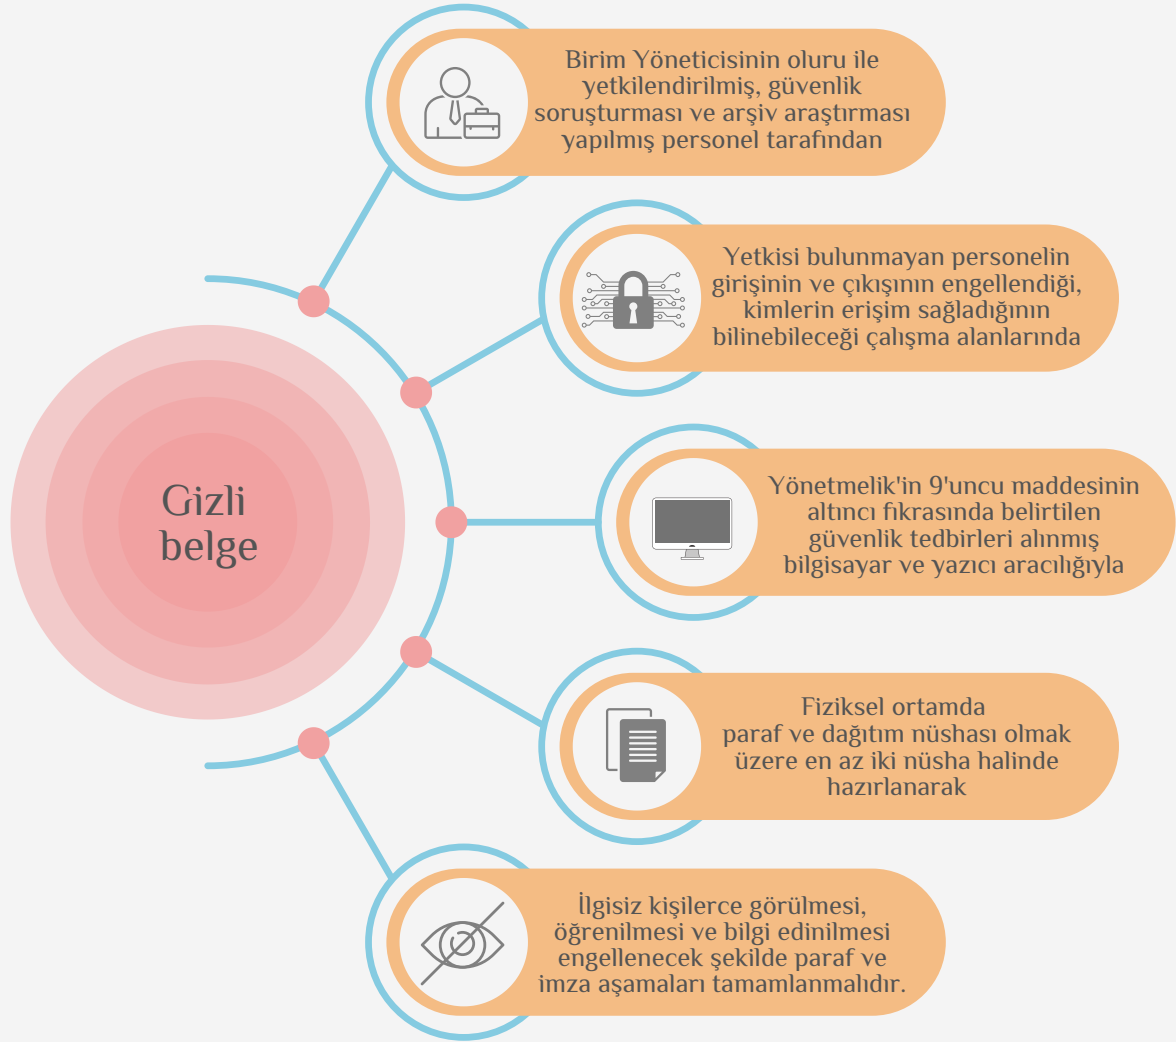 Birim Yöneticisinin oluru ile
yetkilendirilmiş, güvenlik
soruşturması ve arşiv araştırması
yapılmış personel tarafından
Yetkisi bulunmayan personelin
girişinin ve çıkışının engellendiği,
kimlerin erişim sağladığının
bilinebileceği çalışma alanlarında
Gizli
belge
Yönetmelik'in 9'uncu maddesinin
altıncı fıkrasında belirtilen
güvenlik tedbirleri alınmış
bilgisayar ve yazıcı aracılığıyla
Fiziksel ortamda
paraf ve dağıtım nüshası olmak
üzere en az iki nüsha halinde
hazırlanarak
İlgisiz kişilerce görülmesi,
öğrenilmesi ve bilgi edinilmesi
engellenecek şekilde paraf ve
imza aşamaları tamamlanmalıdır.